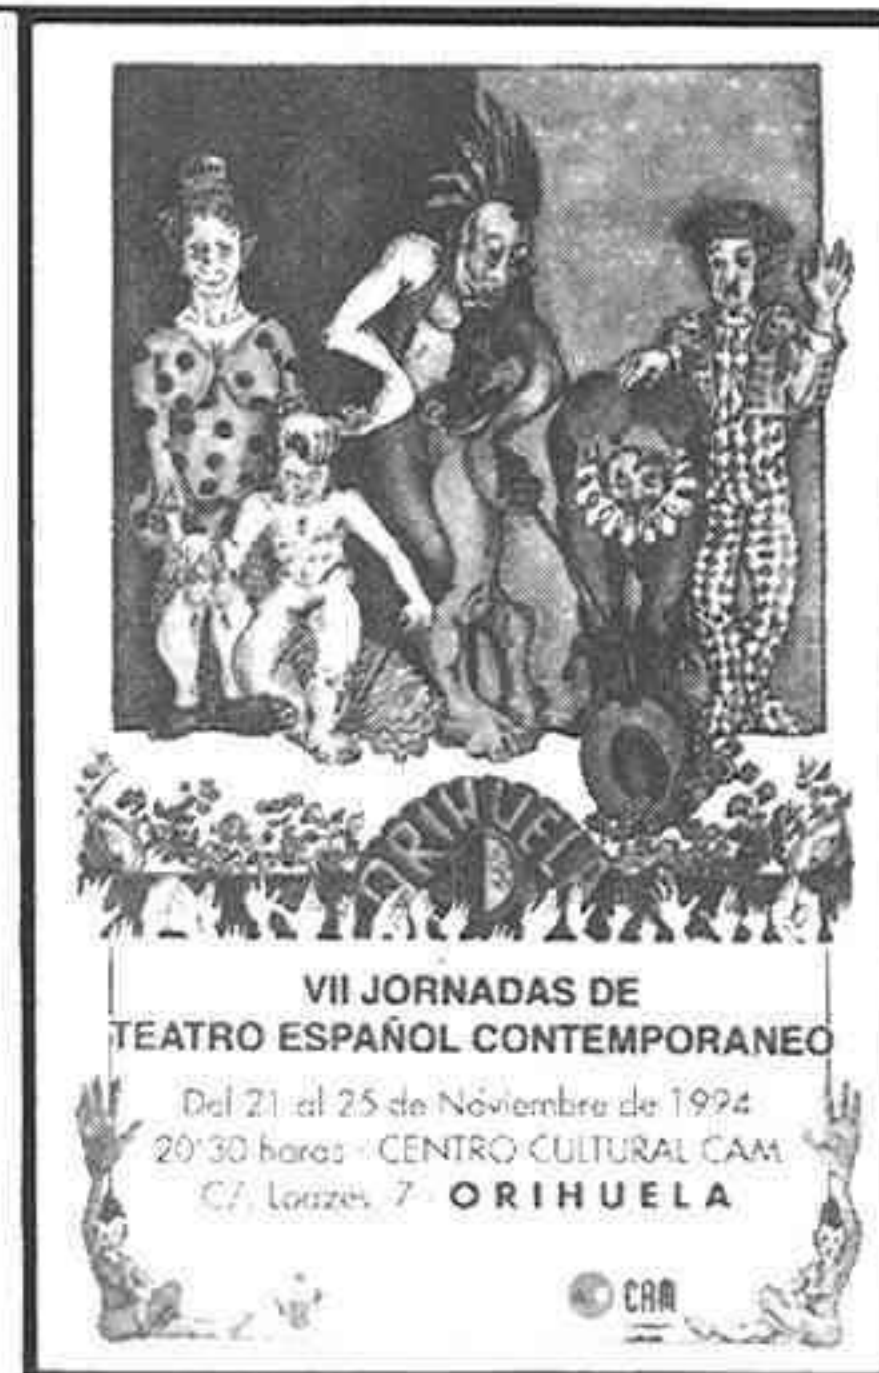 ORIHUELA
VII JORNADAS DE
TEATRO ESPAÑOL CONTEMPORANEO
Del 21 al 25 de Noviembre de 1994
20'30 horas - CENTRO CULTURAL CAM
C/. Loazes, 7 - ORIHUELA
CAM